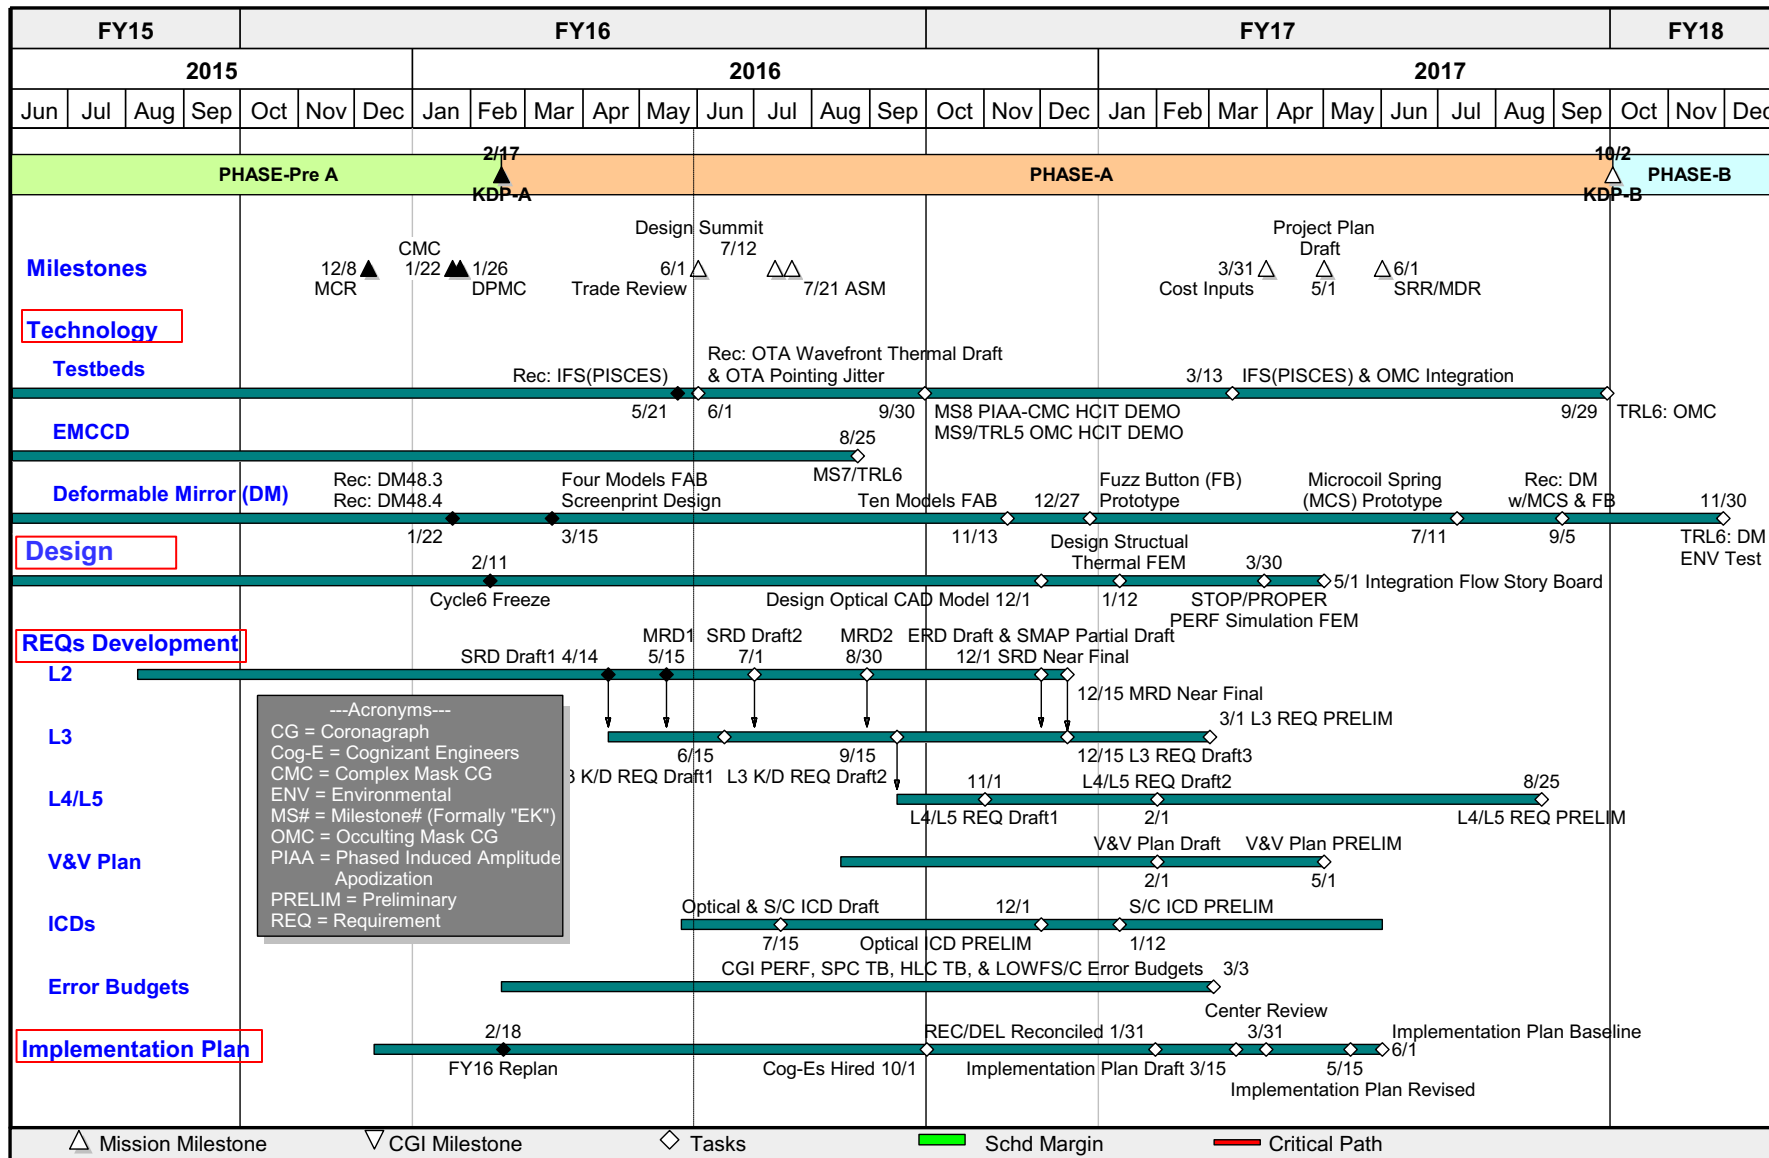 FY15 FY16 FY17 FY18
2015 2016 2017
Jun Jul Aug Sep Oct Nov Dec Jan Feb Mar Apr May Jun Jul Aug Sep Oct Nov Dec Jan Feb Mar Apr May Jun Jul Aug Sep Oct Nov Dec
2/17 10/2
PHASE-Pre A PHASE-A PHASE-B
KDP-A KDP-B
Design Summit Project Plan
CMC 7/12 Draft
Milestones 12/8 1/22 1/26 6/1 3/31 6/1
MCR DPMC Trade Review 7/21 ASM Cost Inputs 5/1 SRR/MDR
Technology
Rec: OTA Wavefront Thermal Draft
Testbeds Rec: IFS(PISCES) & OTA Pointing Jitter 3/13 IFS(PISCES) & OMC Integration
5/21 6/1 9/30 MS8 PIAA-CMC HCIT DEMO 9/29 TRL6: OMC
EMCCD MS9/TRL5 OMC HCIT DEMO
8/25
MS7/TRL6
Rec: DM48.3 Four Models FAB Fuzz Button (FB) Microcoil Spring Rec: DM
Deformable Mirror (DM) Rec: DM48.4 Screenprint Design Ten Models FAB 12/27 Prototype (MCS) Prototype w/MCS & FB 11/30
1/22 3/15 11/13 7/11 9/5 TRL6: DM
ENV Test
Design Design Structual
2/11 Thermal FEM 3/30
5/1 Integration Flow Story Board
Cycle6 Freeze Design Optical CAD Model 12/1 1/12 STOP/PROPER
PERF Simulation FEM
REQs Development MRD1 SRD Draft2 MRD2 ERD Draft & SMAP Partial Draft
SRD Draft1 4/14 5/15 7/1 8/30 12/1 SRD Near Final
L2
12/15 MRD Near Final
---Acronyms---
CG = Coronagraph
Cog-E = Cognizant Engineers
CMC = Complex Mask CG
ENV = Environmental
MS# = Milestone# (Formally "EK")
OMC = Occulting Mask CG
PIAA = Phased Induced Amplitude
Apodization
PRELIM = Preliminary
REQ = Requirement
3/1 L3 REQ PRELIM
L3
6/15 9/15 12/15 L3 REQ Draft3
3 K/D REQ Draft1 L3 K/D REQ Draft2
11/1 L4/L5 REQ Draft2 8/25
L4/L5
L4/L5 REQ Draft1 2/1 L4/L5 REQ PRELIM
V&V Plan Draft V&V Plan PRELIM
V&V Plan
2/1 5/1
Optical & S/C ICD Draft 12/1 S/C ICD PRELIM
ICDs
7/15 Optical ICD PRELIM 1/12
CGI PERF, SPC TB, HLC TB, & LOWFS/C Error Budgets 3/3
Error Budgets
Center Review
2/18 REC/DEL Reconciled 1/31 3/31 Implementation Plan Baseline
Implementation Plan 6/1
FY16 Replan Cog-Es Hired 10/1 Implementation Plan Draft 3/15 5/15
Implementation Plan Revised
Mission Milestone CGI Milestone Tasks Schd Margin Critical Path